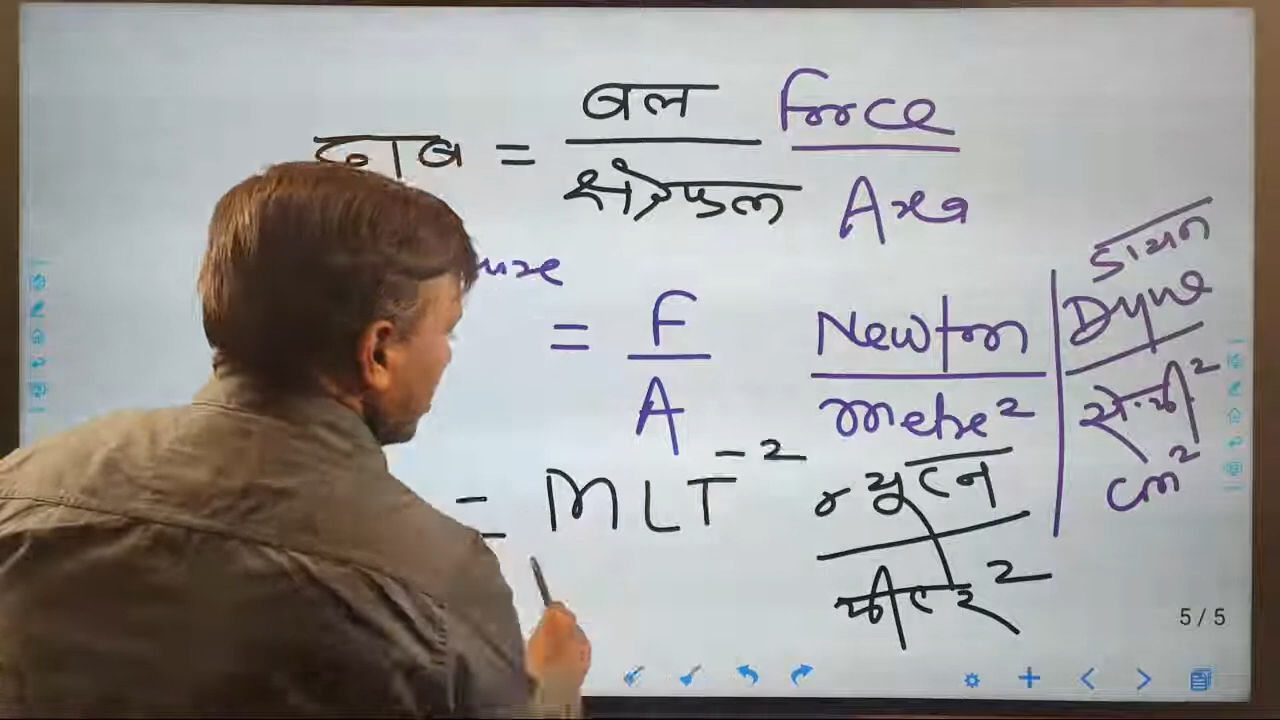 दाब = बल / क्षेत्रफल Force / Area
= F / A Newton / metre² डायन Dyne / से.मी² cm²
= MLT⁻² न्यूटन / मीटर²
5 / 5